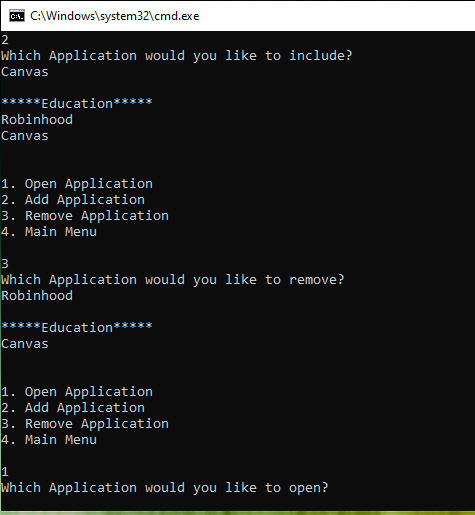 C:\Windows\system32\cmd.exe
2
Which Application would you like to include?
Canvas
*****Education*****
Robinhood
Canvas
1. Open Application
2. Add Application
3. Remove Application
4. Main Menu
3
Which Application would you like to remove?
Robinhood
*****Education*****
Canvas
1. Open Application
2. Add Application
3. Remove Application
4. Main Menu
1
Which Application would you like to open?